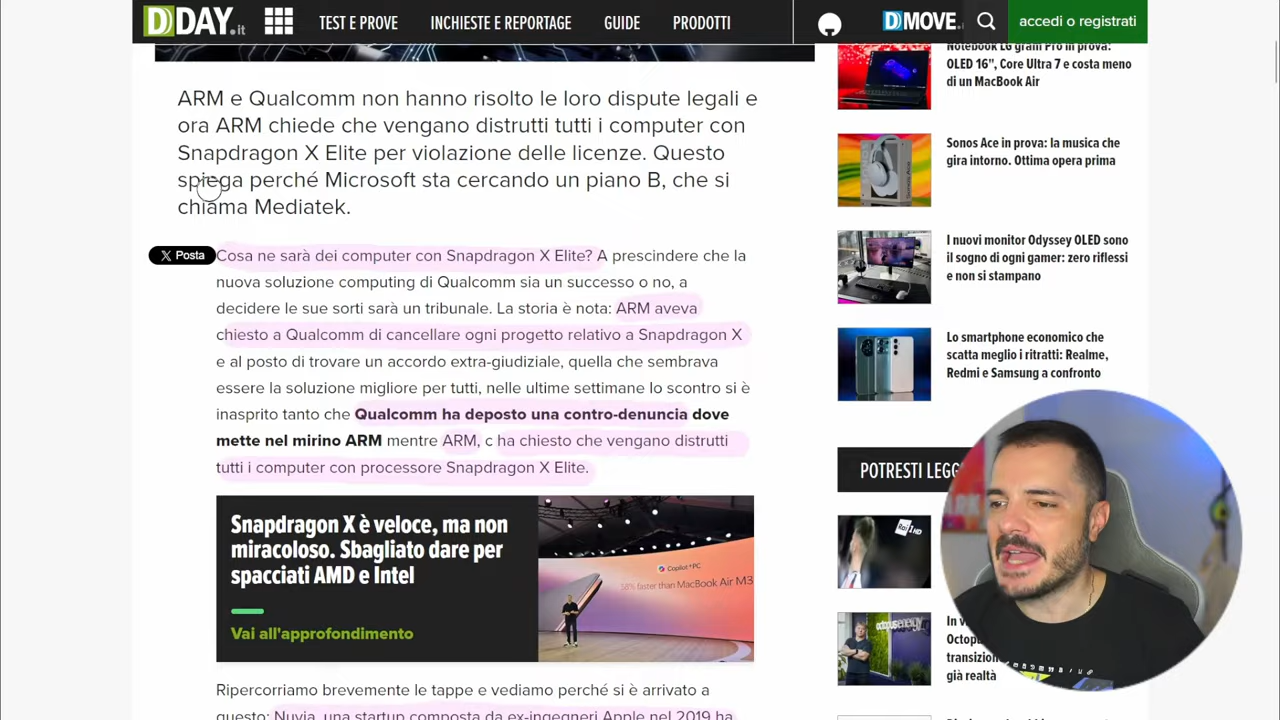 DDAY.it
TEST E PROVE
INCHIESTE E REPORTAGE
GUIDE
PRODOTTI
DMOVE.
accedi o registrati
ARM e Qualcomm non hanno risolto le loro dispute legali e
ora ARM chiede che vengano distrutti tutti i computer con
Snapdragon X Elite per violazione delle licenze. Questo
spiega perché Microsoft sta cercando un piano B, che si
chiama Mediatek.
X Posta
Cosa ne sarà dei computer con Snapdragon X Elite? A prescindere che la
nuova soluzione computing di Qualcomm sia un successo o no, a
decidere le sue sorti sarà un tribunale. La storia è nota: ARM aveva
chiesto a Qualcomm di cancellare ogni progetto relativo a Snapdragon X
e al posto di trovare un accordo extra-giudiziale, quella che sembrava
essere la soluzione migliore per tutti, nelle ultime settimane lo scontro si è
inasprito tanto che Qualcomm ha deposto una contro-denuncia dove
mette nel mirino ARM mentre ARM, c ha chiesto che vengano distrutti
tutti i computer con processore Snapdragon X Elite.
Snapdragon X è veloce, ma non
miracoloso. Sbagliato dare per
spacciati AMD e Intel
Vai all'approfondimento
Copilot+PC
58% faster than MacBook Air M3
Ripercorriamo brevemente le tappe e vediamo perché si è arrivato a
questo: Nuvia, una startup composta da ex-ingegneri Apple nel 2019 ha
Notebook LG gram Pro in prova:
OLED 16", Core Ultra 7 e costa meno
di un MacBook Air
Sonos Ace in prova: la musica che
gira intorno. Ottima opera prima
I nuovi monitor Odyssey OLED sono
il sogno di ogni gamer: zero riflessi
e non si stampano
Lo smartphone economico che
scatta meglio i ritratti: Realme,
Redmi e Samsung a confronto
POTRESTI LEGG
Rai 1 HD
In v
Octop
transizion
già realtà